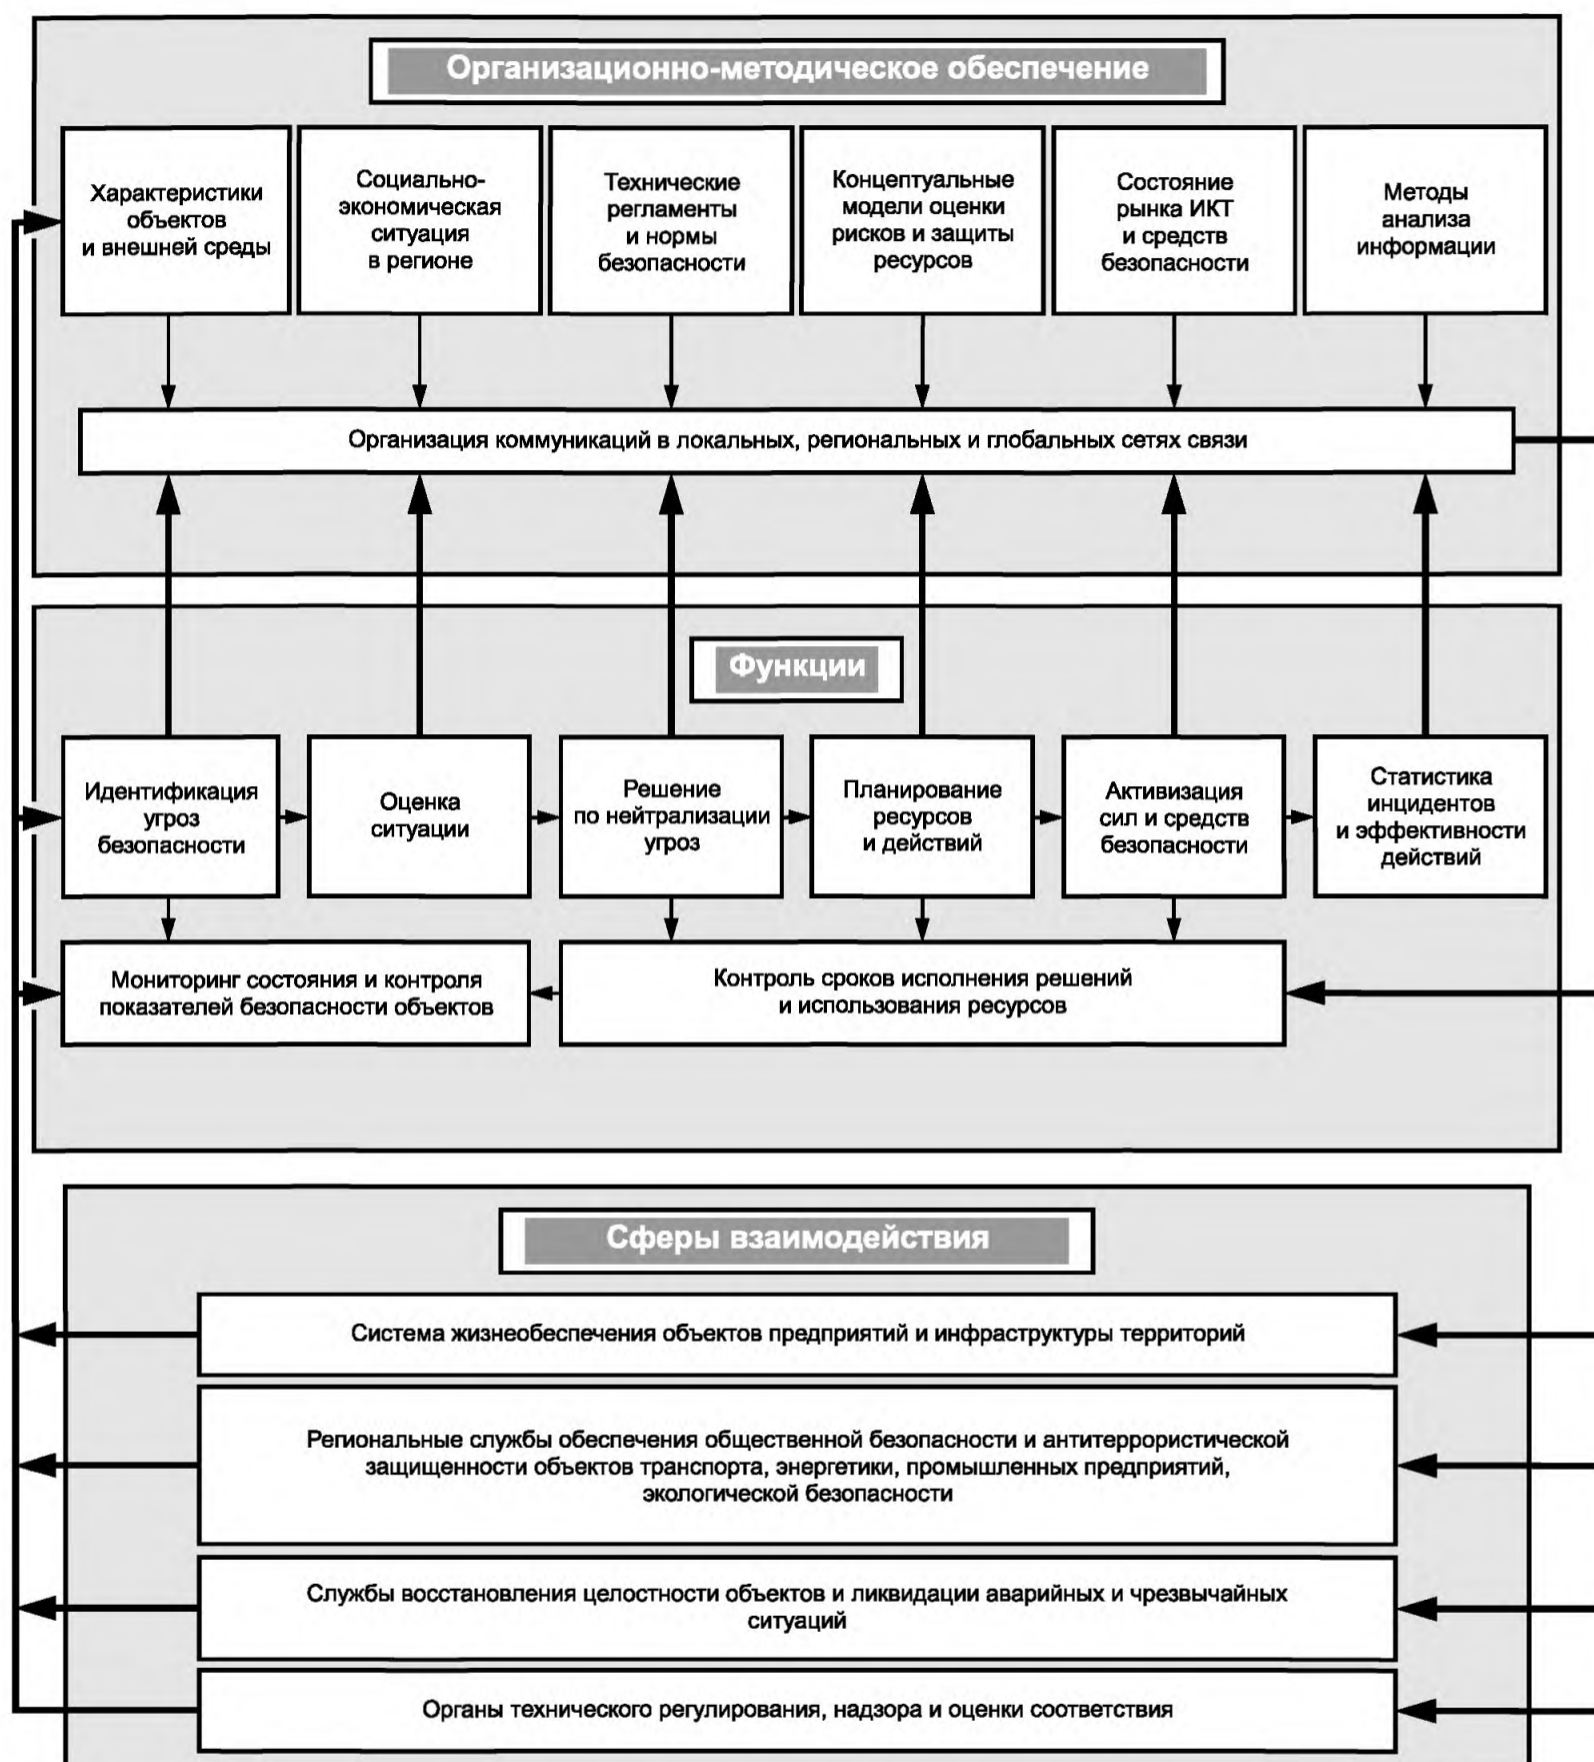 Организационно-методическое обеспечение
Характеристики
объектов
и внешней среды
Социально-
экономическая
ситуация
в регионе
Технические
регламенты
и нормы
безопасности
Концептуальные
модели оценки
рисков и защиты
ресурсов
Состояние
рынка ИКТ
и средств
безопасности
Методы
анализа
информации
Организация коммуникаций в локальных, региональных и глобальных сетях связи
Функции
Идентификация
угроз
безопасности
Оценка
ситуации
Решение
по нейтрализации
угроз
Планирование
ресурсов
и действий
Активизация
сил и средств
безопасности
Статистика
инцидентов
и эффективности
действий
Мониторинг состояния и контроля
показателей безопасности объектов
Контроль сроков исполнения решений
и использования ресурсов
Сферы взаимодействия
Система жизнеобеспечения объектов предприятий и инфраструктуры территорий
Региональные службы обеспечения общественной безопасности и антитеррористической
защищенности объектов транспорта, энергетики, промышленных предприятий,
экологической безопасности
Службы восстановления целостности объектов и ликвидации аварийных и чрезвычайных
ситуаций
Органы технического регулирования, надзора и оценки соответствия